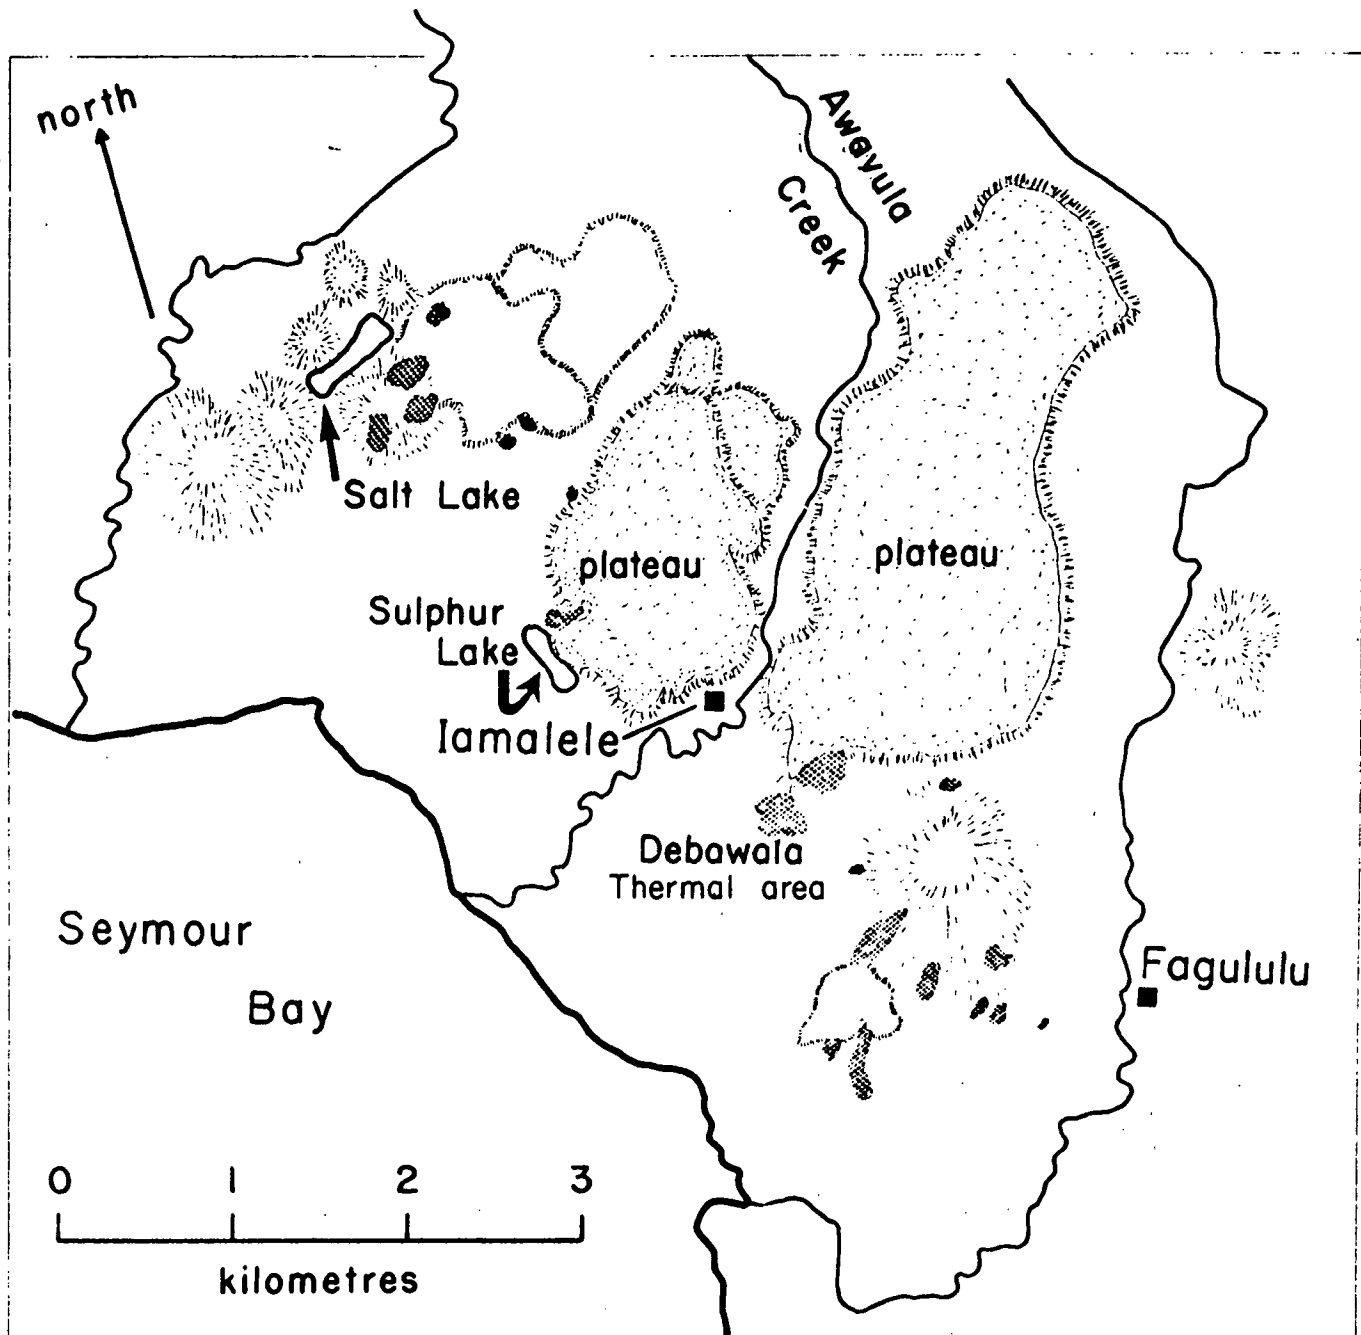 north
Awayula
Creek
Salt Lake
plateau
plateau
Sulphur
Lake
Iamalele
Debawala
Thermal area
Seymour
Bay
Fagululu
0 1 2 3
kilometres